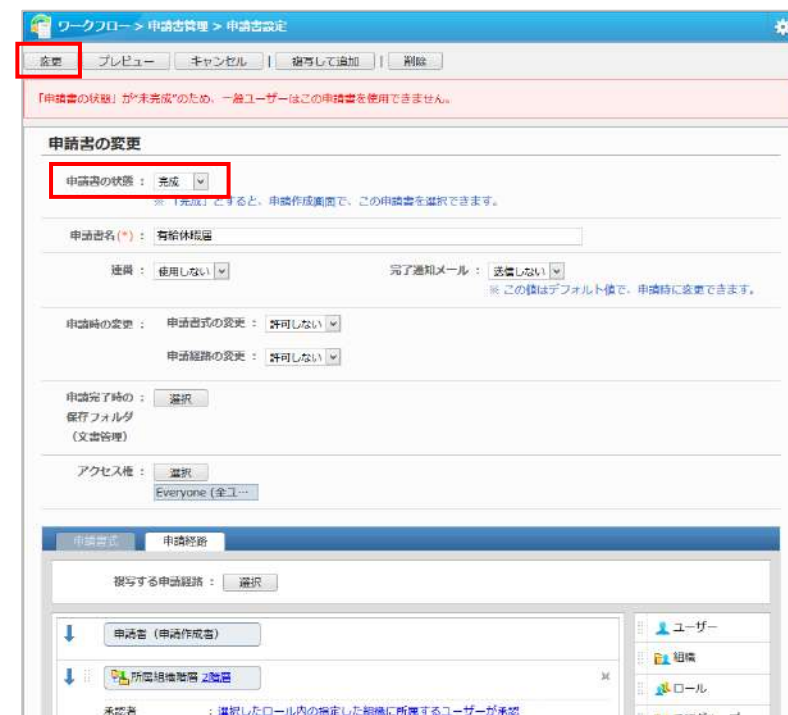 ワークフロー > 申請書管理 > 申請書設定
変更 プレビュー キャンセル | 複写して追加 | 削除
「申請書の状態」が“未完成”のため、一般ユーザーはこの申請書を使用できません。
申請書の変更
申請書の状態 : 完成
※ 「完成」とすると、申請作成画面で、この申請書を選択できます。
申請書名(*) : 有給休暇届
連番 : 使用しない 完了通知メール : 送信しない
※ この値はデフォルト値で、申請時に変更できます。
申請時の変更 : 申請書式の変更 : 許可しない
申請経路の変更 : 許可しない
申請完了時の : 選択
保存フォルダ
(文書管理)
アクセス権 : 選択
Everyone (全ユ…
申請書式 申請経路
複写する申請経路 : 選択
申請者 (申請作成者)
ユーザー
組織
所属組織階層 2階層
ロール
承認者 : 選択したロール内の指定した組織に所属するユーザーが承認